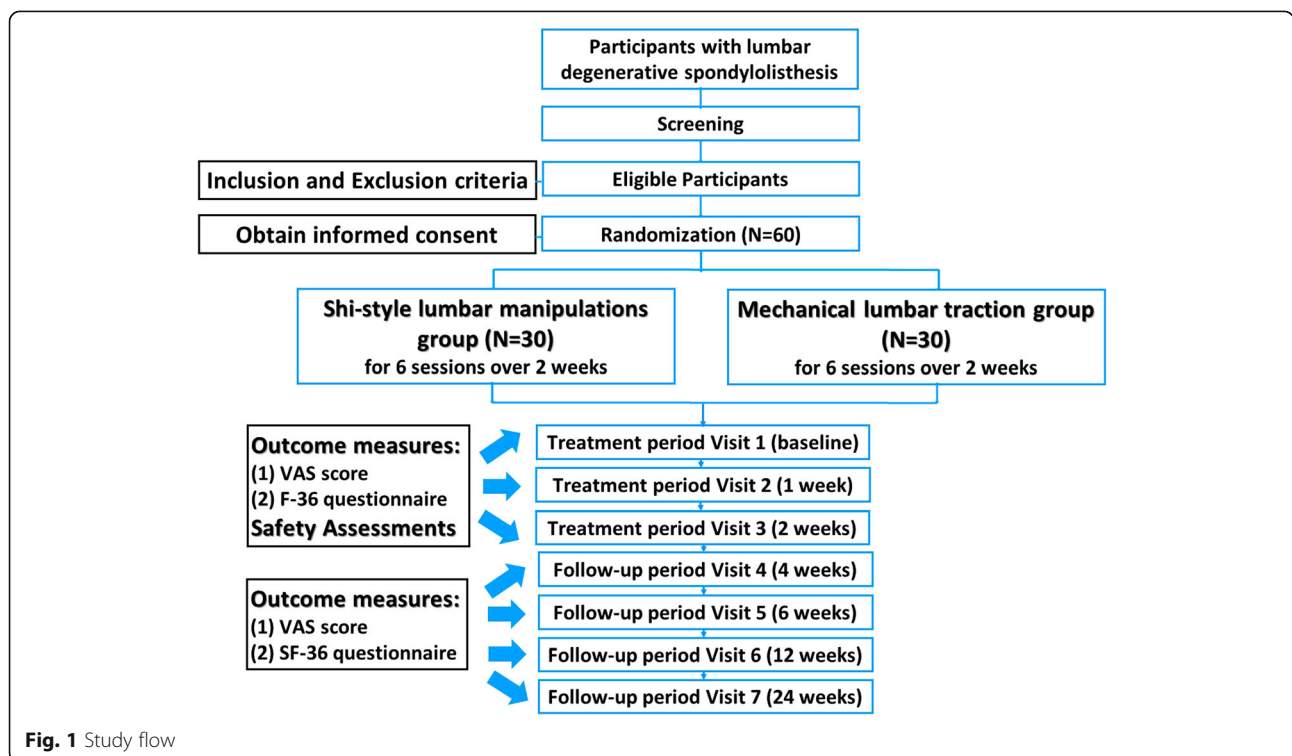 Participants with lumbar
degenerative spondylolisthesis
Screening
Inclusion and Exclusion criteria
Eligible Participants
Obtain informed consent
Randomization (N=60)
Shi-style lumbar manipulations
group (N=30)
for 6 sessions over 2 weeks
Mechanical lumbar traction group
(N=30)
for 6 sessions over 2 weeks
Outcome measures:
(1) VAS score
(2) F-36 questionnaire
Safety Assessments
Treatment period Visit 1 (baseline)
Treatment period Visit 2 (1 week)
Treatment period Visit 3 (2 weeks)
Outcome measures:
(1) VAS score
(2) SF-36 questionnaire
Follow-up period Visit 4 (4 weeks)
Follow-up period Visit 5 (6 weeks)
Follow-up period Visit 6 (12 weeks)
Follow-up period Visit 7 (24 weeks)
Fig. 1 Study flow